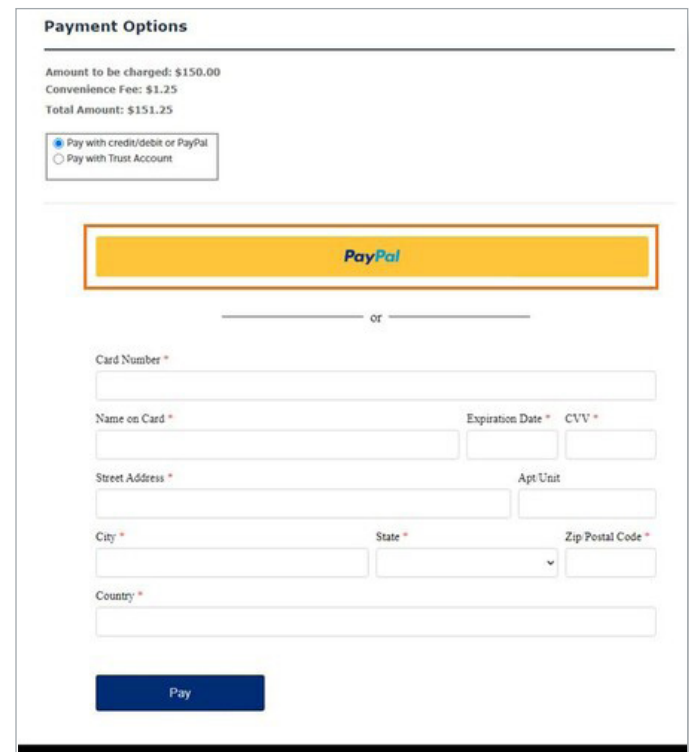 Payment Options
Amount to be charged: $150.00
Convenience Fee: $1.25
Total Amount: $151.25
Pay with credit/debit or PayPal
Pay with Trust Account
PayPal
or
Card Number *
Name on Card * Expiration Date * CVV *
Street Address * Apt/Unit
City * State * Zip/Postal Code *
Country *
Pay